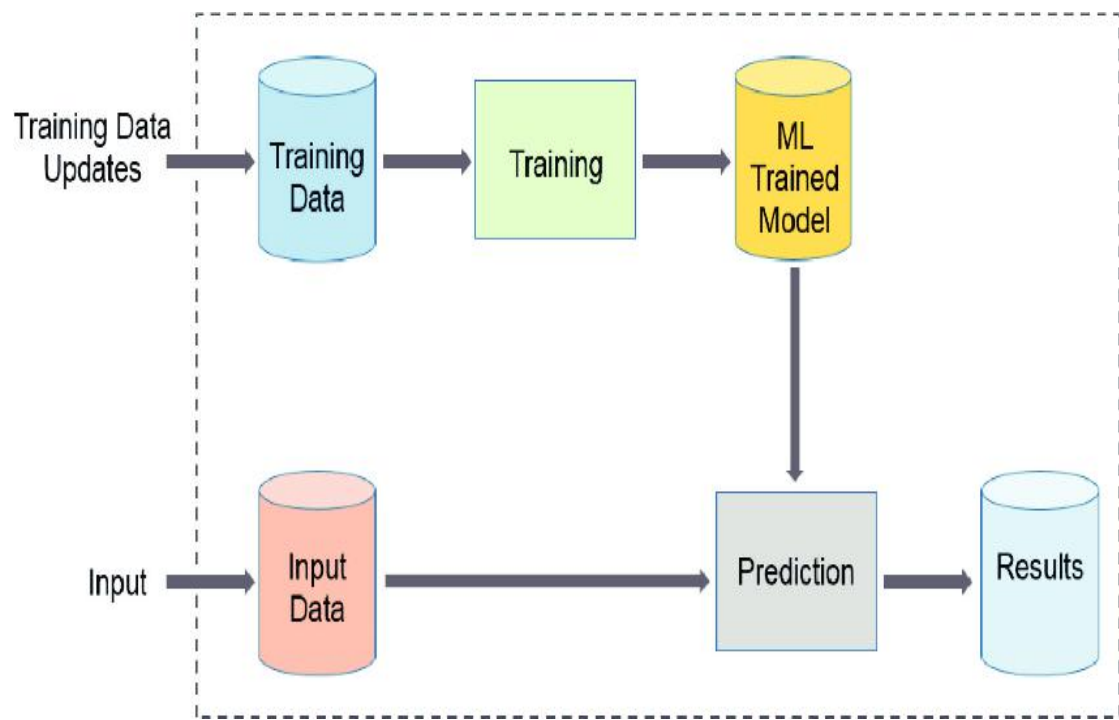 Training Data
Updates
Training
Data
Training
ML
Trained
Model
Input
Input
Data
Prediction
Results